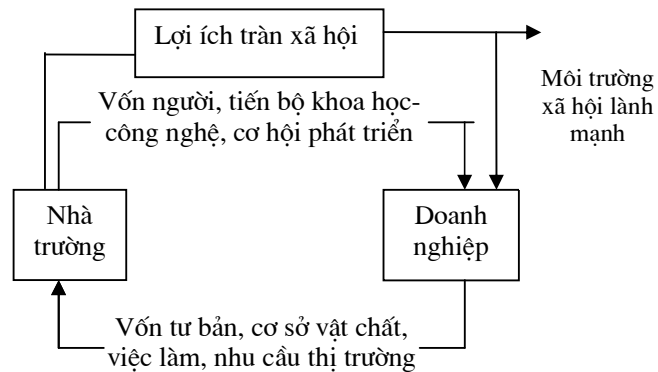 Lợi ích tràn xã hội
Môi trường
xã hội lành
mạnh
Vốn người, tiến bộ khoa học-
công nghệ, cơ hội phát triển
Nhà
trường
Doanh
nghiệp
Vốn tư bản, cơ sở vật chất,
việc làm, nhu cầu thị trường